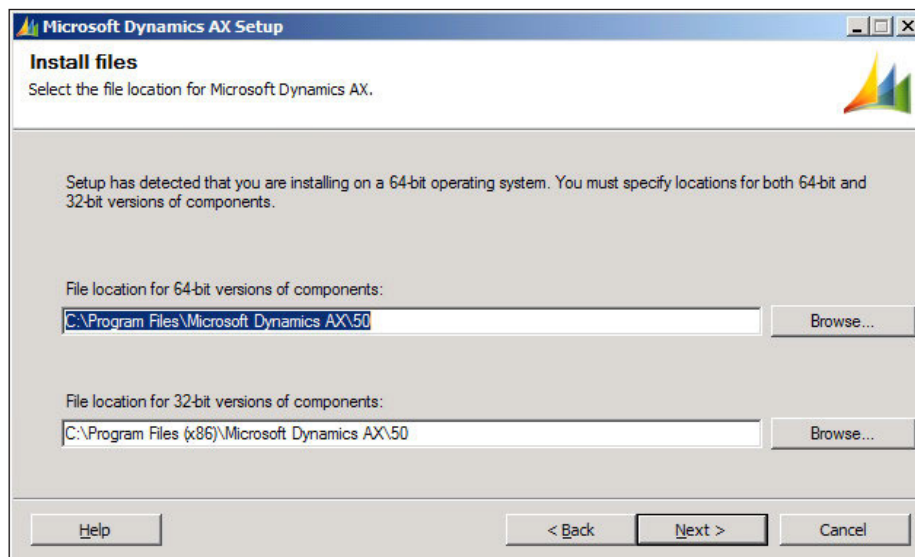 Microsoft Dynamics AX Setup
Install files
Select the file location for Microsoft Dynamics AX.
Setup has detected that you are installing on a 64-bit operating system. You must specify locations for both 64-bit and
32-bit versions of components.
File location for 64-bit versions of components:
C:\Program Files\Microsoft Dynamics AX\50
Browse...
File location for 32-bit versions of components:
C:\Program Files (x86)\Microsoft Dynamics AX\50
Browse...
Help
< Back
Next >
Cancel